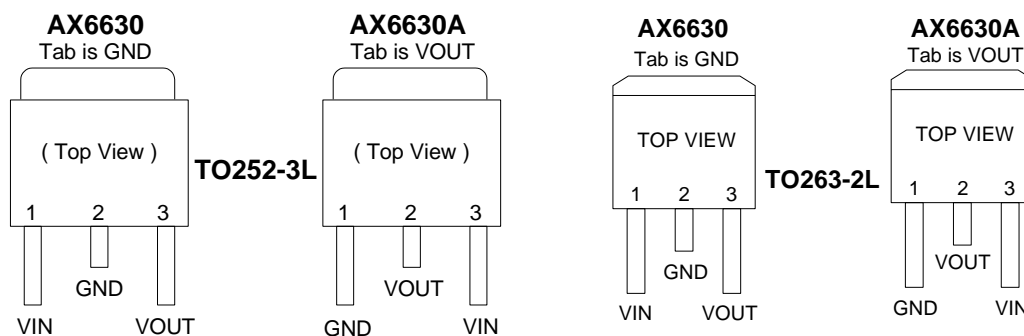 AX6630
Tab is GND
( Top View )
1 2 3
GND
VIN VOUT
TO252-3L
AX6630A
Tab is VOUT
( Top View )
1 2 3
VOUT
GND VIN
AX6630
Tab is GND
TOP VIEW
1 2 3
GND
VIN VOUT
TO263-2L
AX6630A
Tab is VOUT
TOP VIEW
1 2 3
VOUT
GND VIN